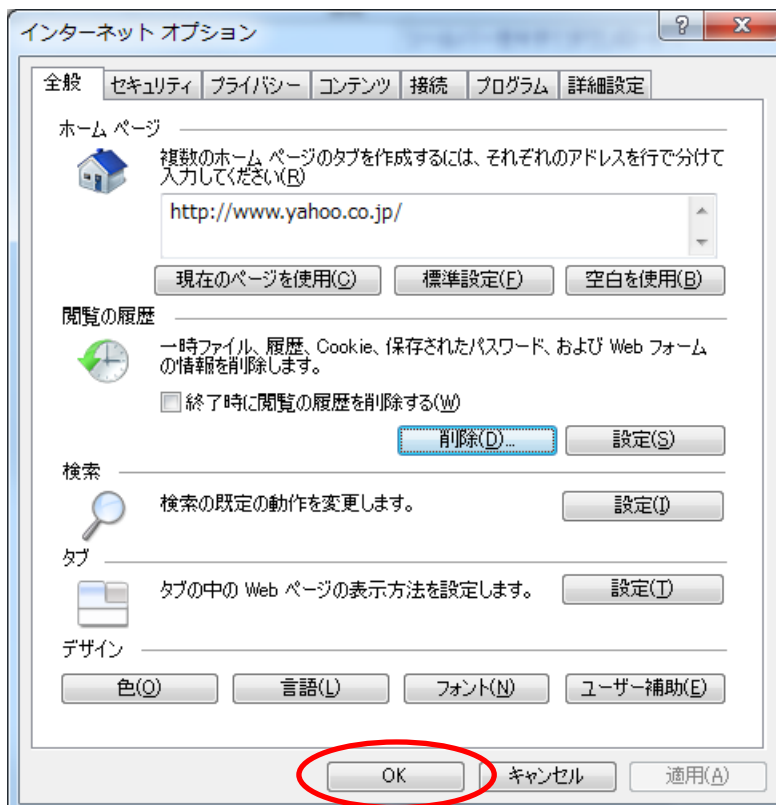 インターネット オプション
全般 セキュリティ プライバシー コンテンツ 接続 プログラム 詳細設定
ホーム ページ
複数のホーム ページのタブを作成するには、それぞれのアドレスを行で分けて
入力してください(R)
http://www.yahoo.co.jp/
現在のページを使用(C) 標準設定(F) 空白を使用(B)
閲覧の履歴
一時ファイル、履歴、Cookie、保存されたパスワード、および Web フォーム
の情報を削除します。
終了時に閲覧の履歴を削除する(W)
削除(D)... 設定(S)
検索
検索の既定の動作を変更します。 設定(I)
タブ
タブの中の Web ページの表示方法を設定します。 設定(T)
デザイン
色(O) 言語(L) フォント(N) ユーザー補助(E)
OK キャンセル 適用(A)